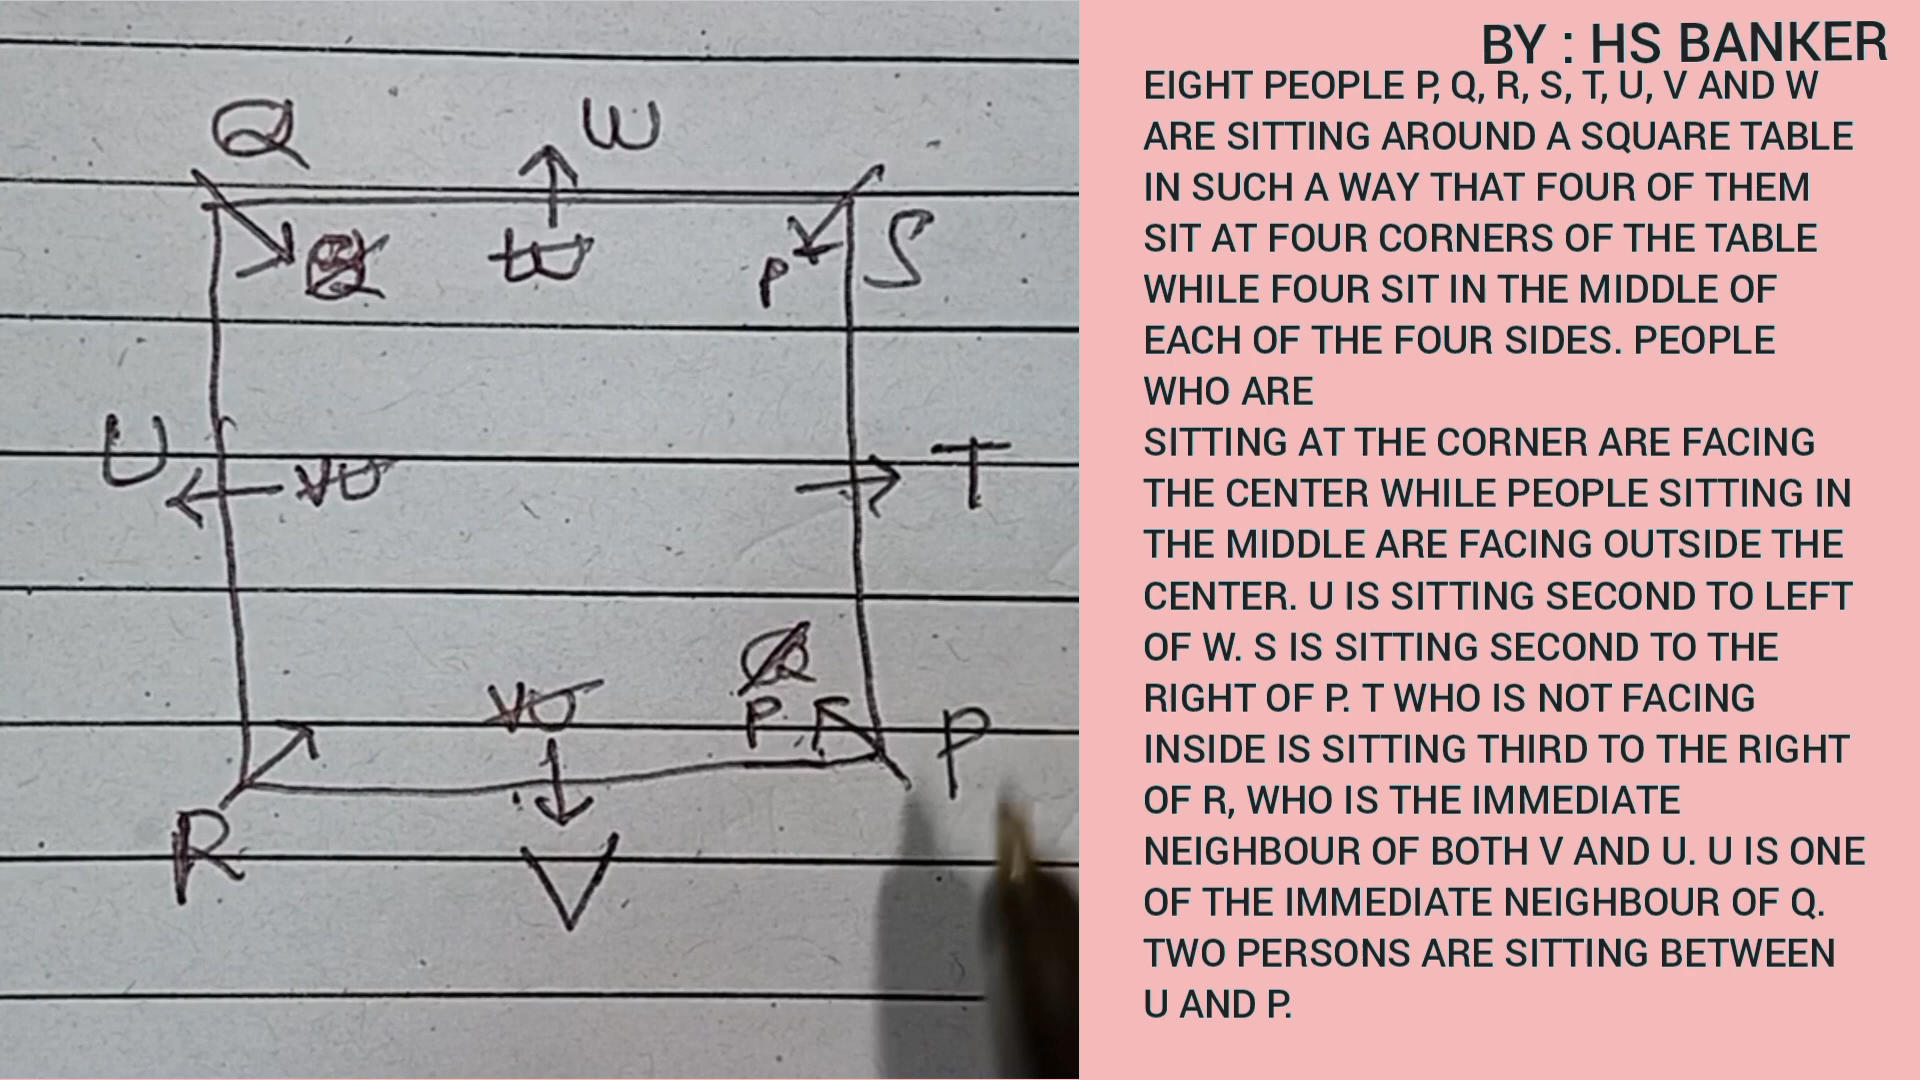 BY : HS BANKER
EIGHT PEOPLE P, Q, R, S, T, U, V AND W
ARE SITTING AROUND A SQUARE TABLE
IN SUCH A WAY THAT FOUR OF THEM
SIT AT FOUR CORNERS OF THE TABLE
WHILE FOUR SIT IN THE MIDDLE OF
EACH OF THE FOUR SIDES. PEOPLE
WHO ARE
SITTING AT THE CORNER ARE FACING
THE CENTER WHILE PEOPLE SITTING IN
THE MIDDLE ARE FACING OUTSIDE THE
CENTER. U IS SITTING SECOND TO LEFT
OF W. S IS SITTING SECOND TO THE
RIGHT OF P. T WHO IS NOT FACING
INSIDE IS SITTING THIRD TO THE RIGHT
OF R, WHO IS THE IMMEDIATE
NEIGHBOUR OF BOTH V AND U. U IS ONE
OF THE IMMEDIATE NEIGHBOUR OF Q.
TWO PERSONS ARE SITTING BETWEEN
U AND P.
Q W
P S
U T
P P
R
V